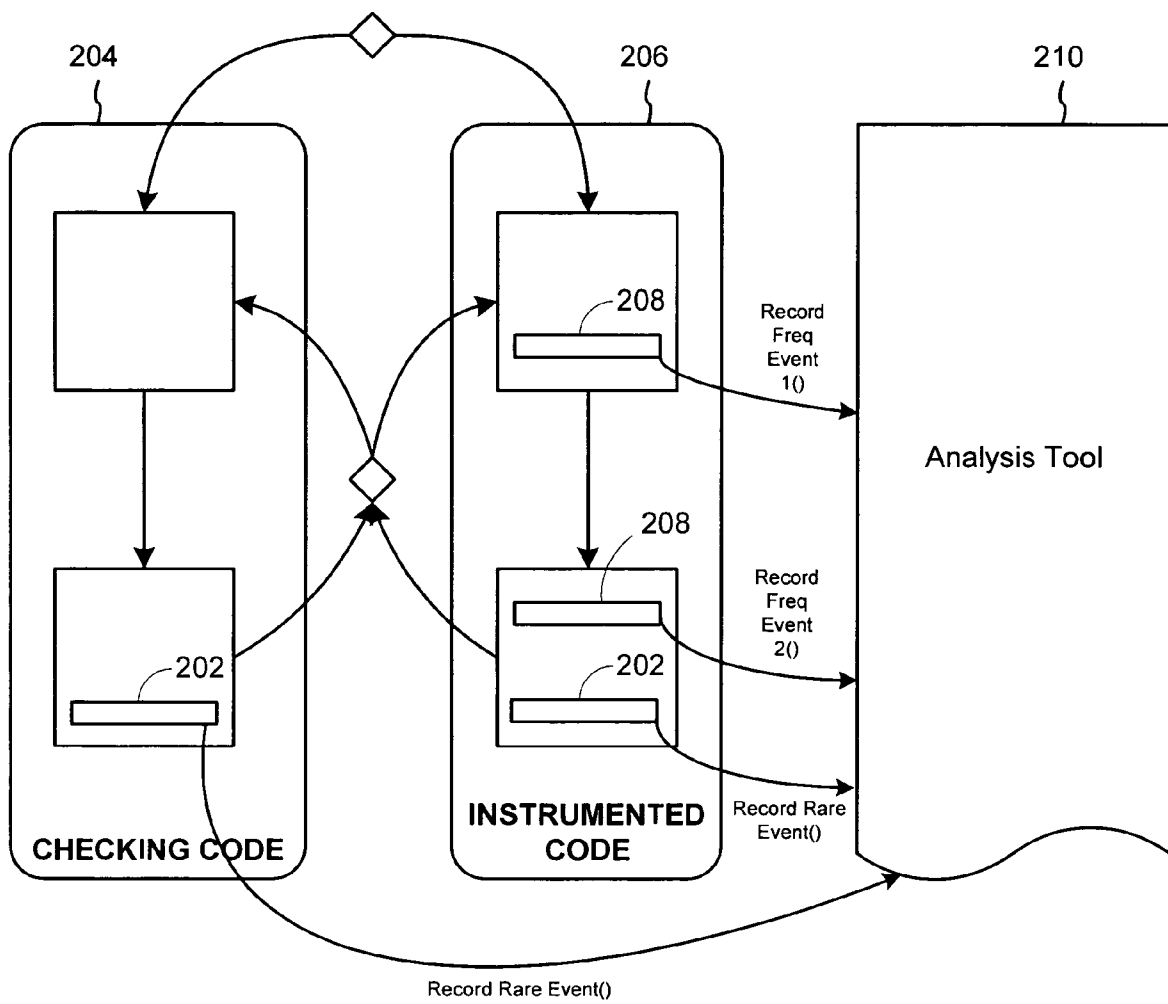 204
206
210
208
Record
Freq
Event
1()
Analysis Tool
208
Record
Freq
Event
2()
202
202
Record Rare
Event()
CHECKING CODE
INSTRUMENTED
CODE
Record Rare Event()